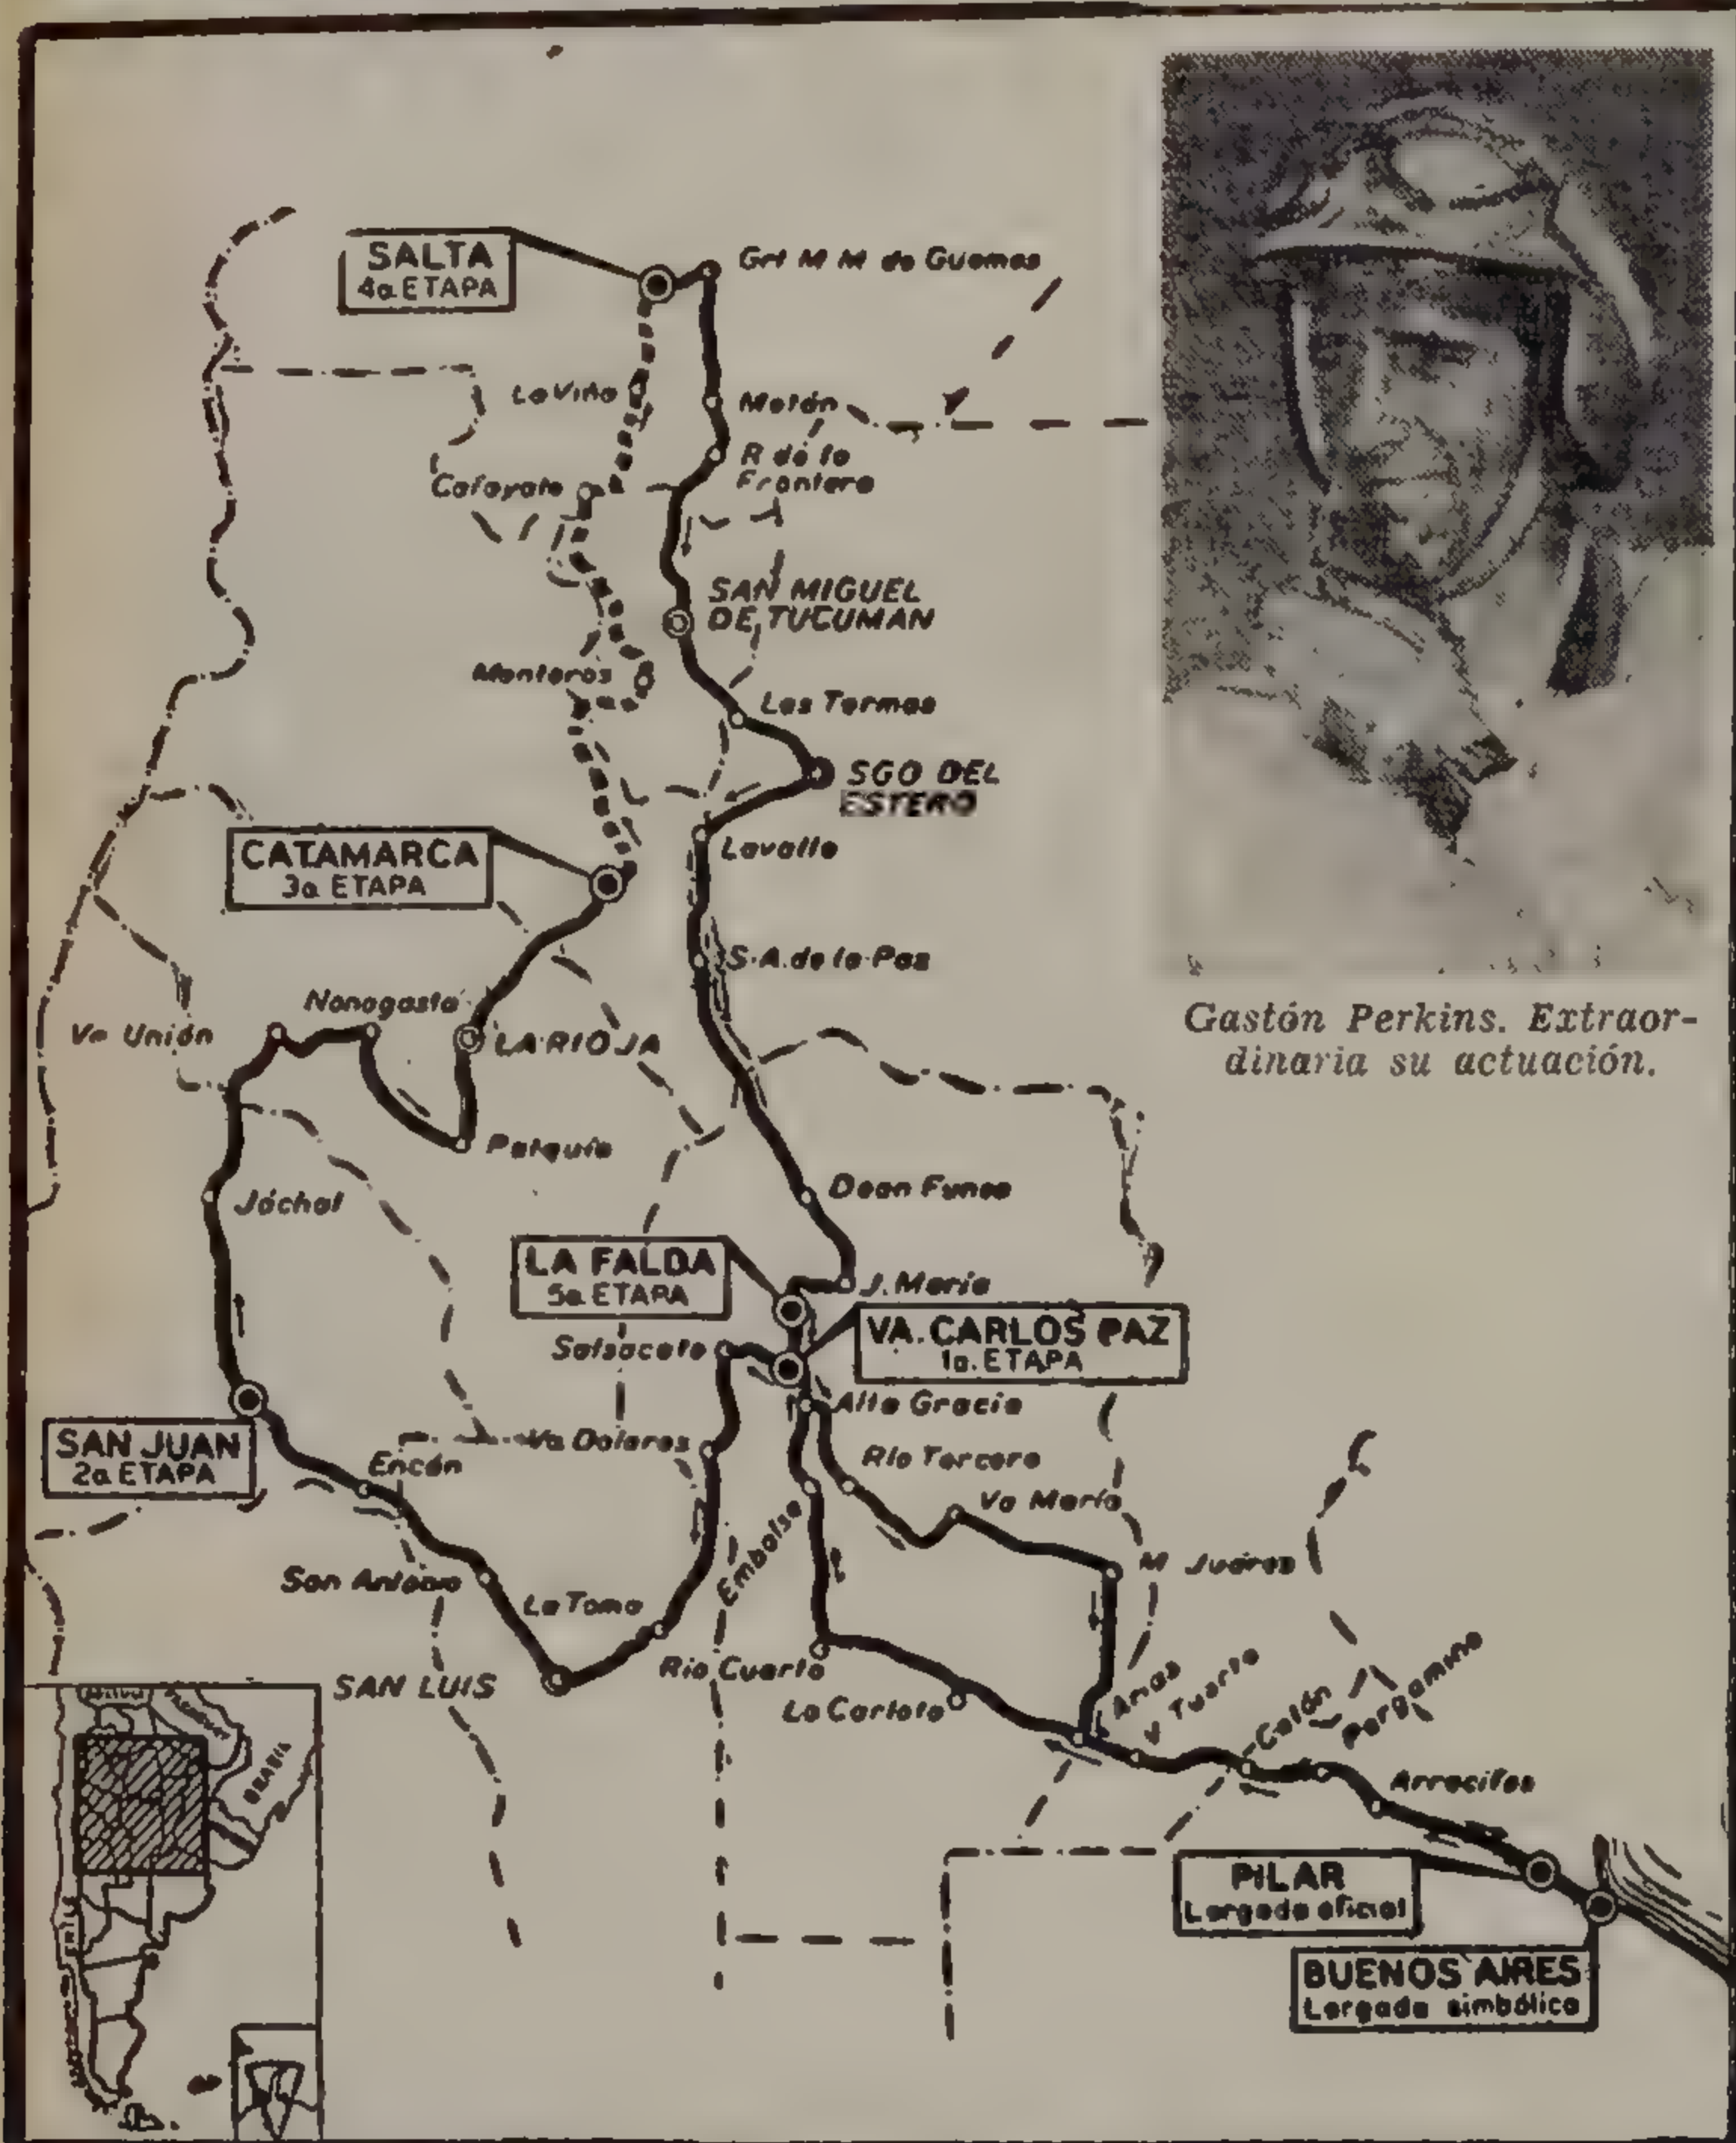 SALTA
4a ETAPA
Gri M M de Guemes
La Viña
Metán
R de la
Frontera
Cafayate
SAN MIGUEL
DE TUCUMAN
Monteros
Las Termas
SGO DEL
ESTERO
CATAMARCA
3a ETAPA
Lavalle
S.A. de la Paz
Nonogasta
Va Unión
LA RIOJA
Gastón Perkins. Extraor-
dinaria su actuación.
Patquía
Jáchal
Dean Funes
LA FALDA
5a ETAPA
J. María
VA. CARLOS PAZ
1a. ETAPA
Salsacate
Alta Gracia
SAN JUAN
2a ETAPA
Encón
Va Dolores
Río Tercero
Va María
Embalse
M Juárez
San Antonio
La Toma
SAN LUIS
Rio Cuarto
La Carlota
Arias
V Tuerto
Colón
Pergamino
Arrecifes
PILAR
Largada oficial
BUENOS AIRES
Largada simbólica
BRASIL